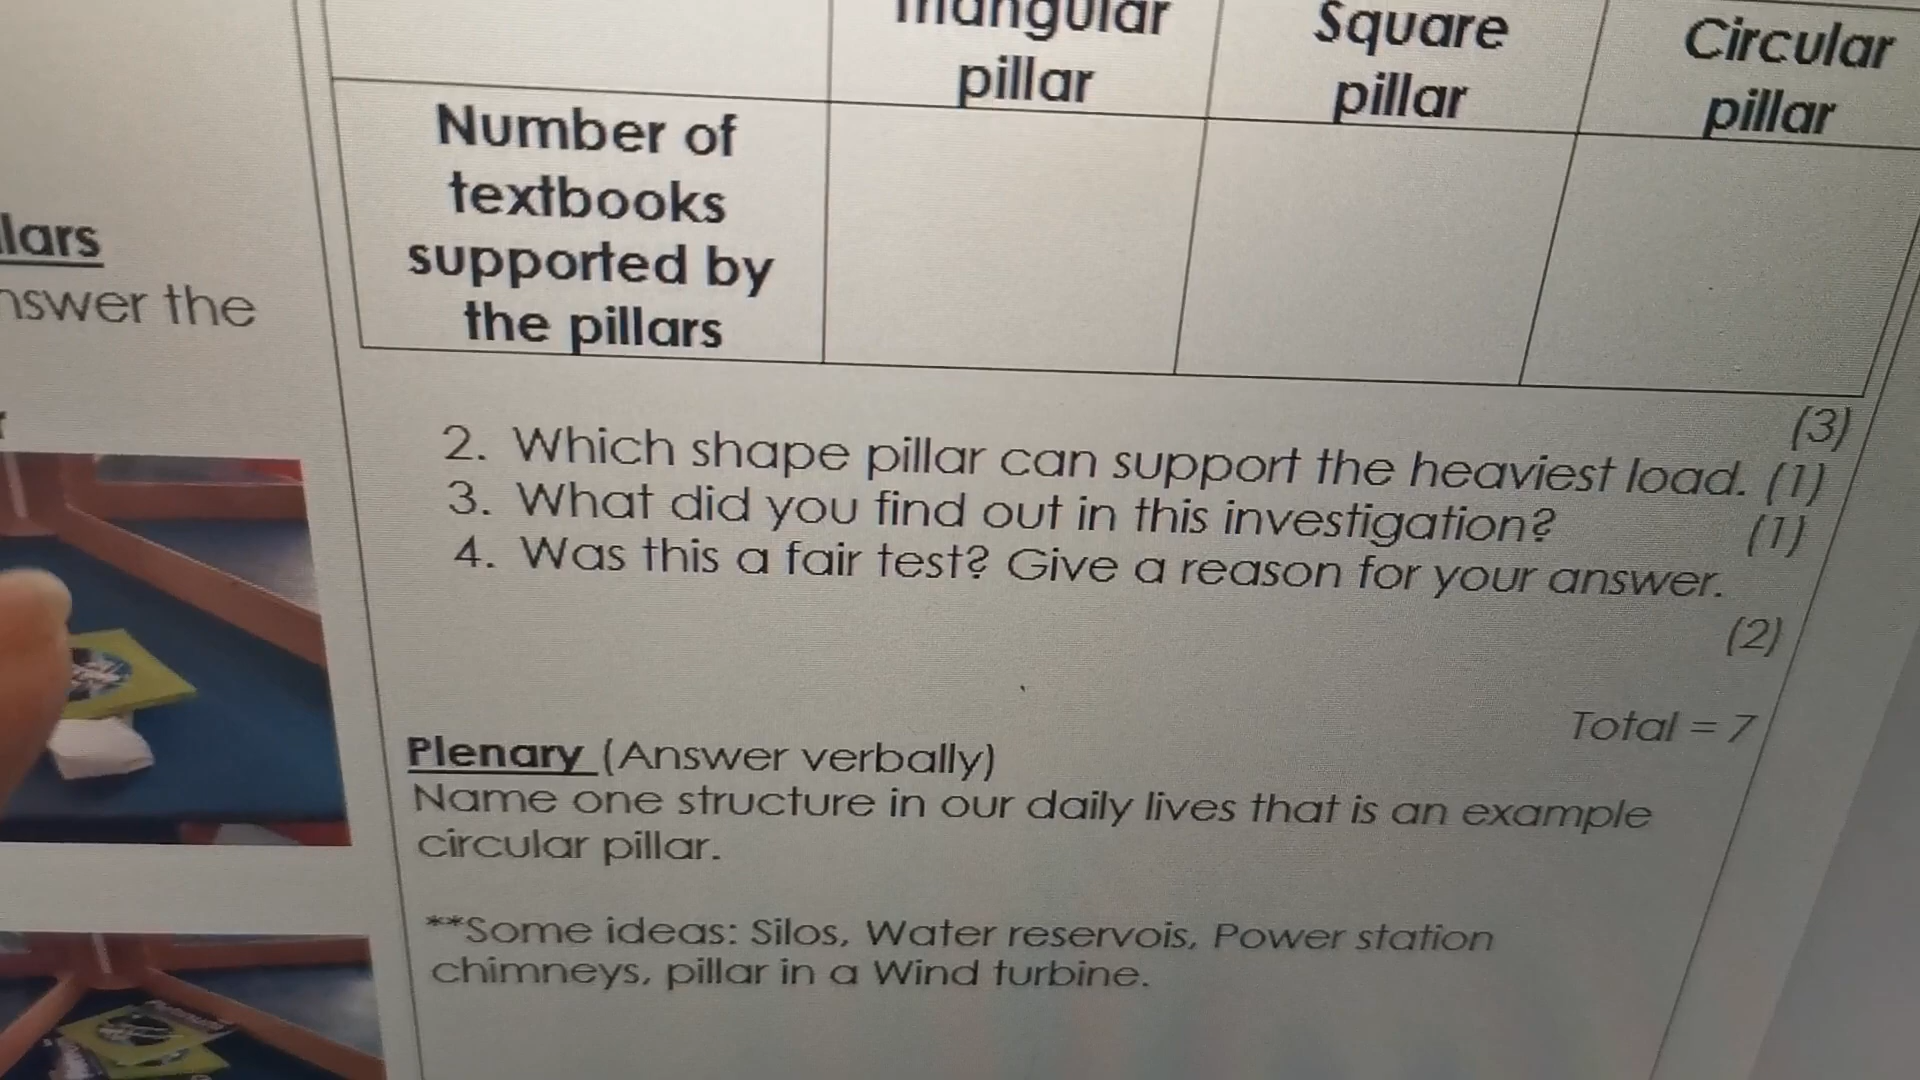 Triangular
pillar
Square
pillar
Circular
pillar
Number of
textbooks
supported by
the pillars
(3)
2. Which shape pillar can support the heaviest load. (1)
3. What did you find out in this investigation? (1)
4. Was this a fair test? Give a reason for your answer.
(2)
Total = 7
Plenary (Answer verbally)
Name one structure in our daily lives that is an example
circular pillar.
**Some ideas: Silos, Water reservois, Power station
chimneys, pillar in a Wind turbine.
llars
nswer the